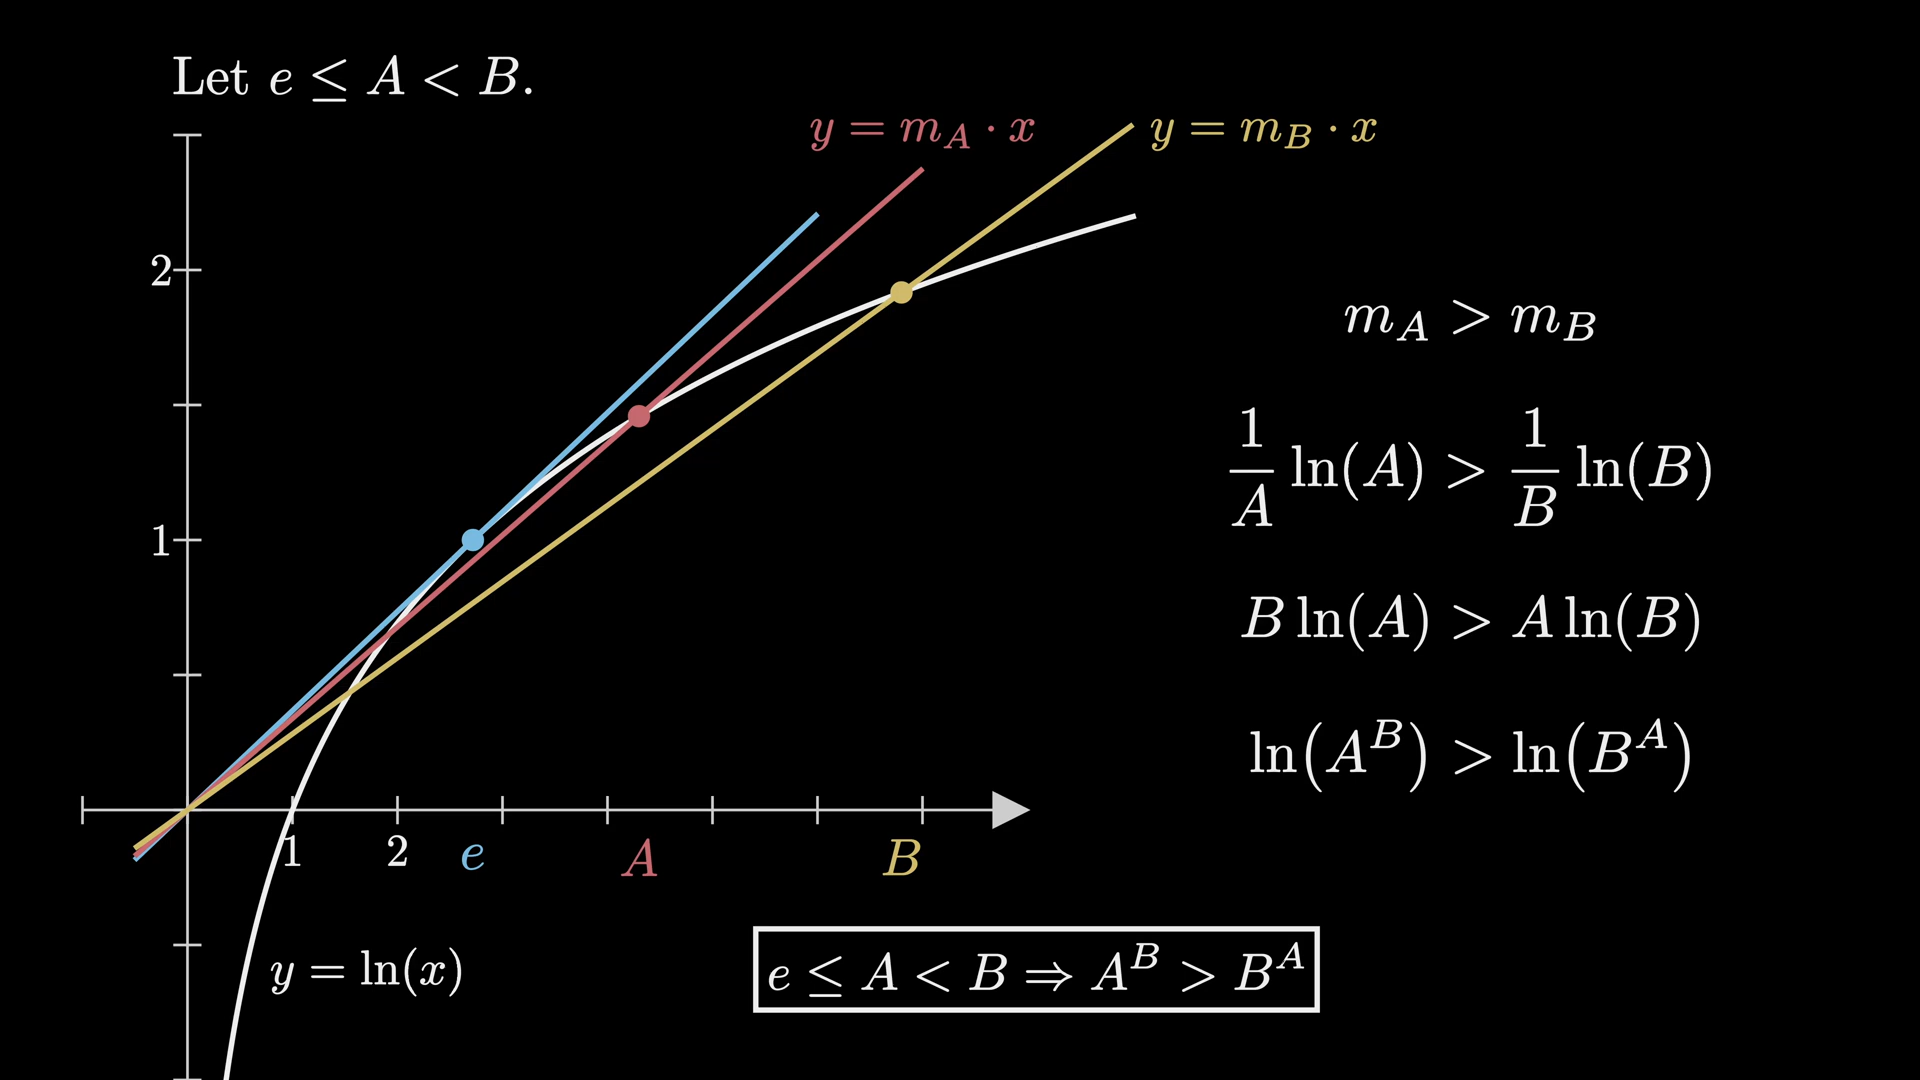 Let e ≤ A < B.
y = m_A · x
y = m_B · x
2
m_A > m_B
1/A ln(A) > 1/B ln(B)
1
B ln(A) > A ln(B)
ln(A^B) > ln(B^A)
1 2 e A B
y = ln(x)
e ≤ A < B ⇒ A^B > B^A